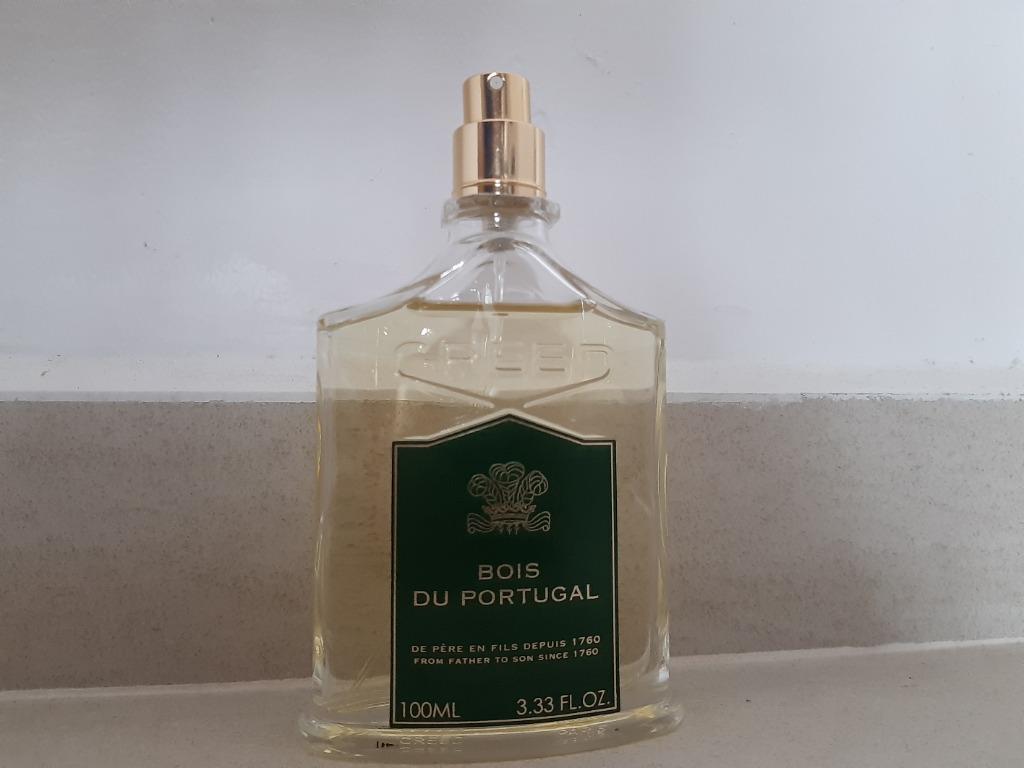 CREED
BOIS
DU PORTUGAL
DE PÈRE EN FILS DEPUIS 1760
FROM FATHER TO SON SINCE 1760
100ML 3.33 FL.OZ.